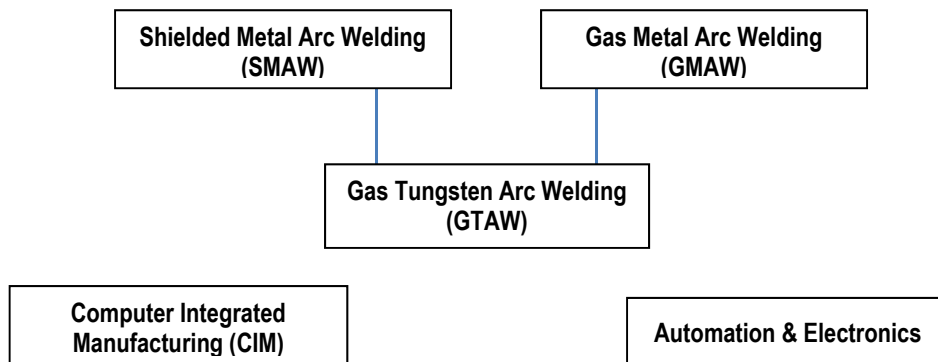 Shielded Metal Arc Welding
(SMAW)
Gas Metal Arc Welding
(GMAW)
Gas Tungsten Arc Welding
(GTAW)
Computer Integrated
Manufacturing (CIM)
Automation & Electronics